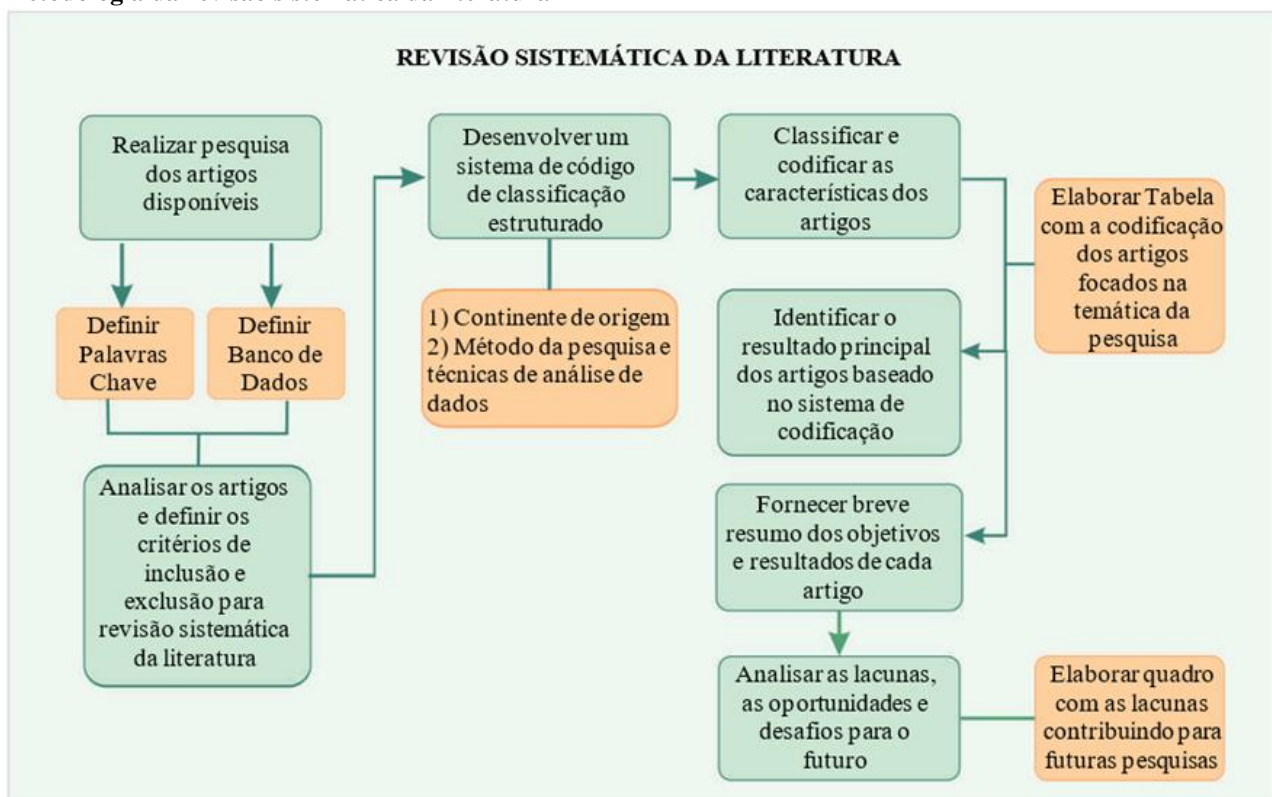 REVISÃO SISTEMÁTICA DA LITERATURA
Realizar pesquisa
dos artigos
disponíveis
Definir
Palavras
Chave
Definir
Banco de
Dados
Analisar os artigos
e definir os
critérios de
inclusão e
exclusão para
revisão sistemática
da literatura
Desenvolver um
sistema de código
de classificação
estruturado
1) Continente de origem
2) Método da pesquisa e
técnicas de análise de
dados
Classificar e
codificar as
características dos
artigos
Elaborar Tabela
com a codificação
dos artigos
focados na
temática da
pesquisa
Identificar o
resultado principal
dos artigos baseado
no sistema de
codificação
Fornecer breve
resumo dos objetivos
e resultados de cada
artigo
Analisar as lacunas,
as oportunidades e
desafios para o
futuro
Elaborar quadro
com as lacunas
contribuindo para
futuras pesquisas